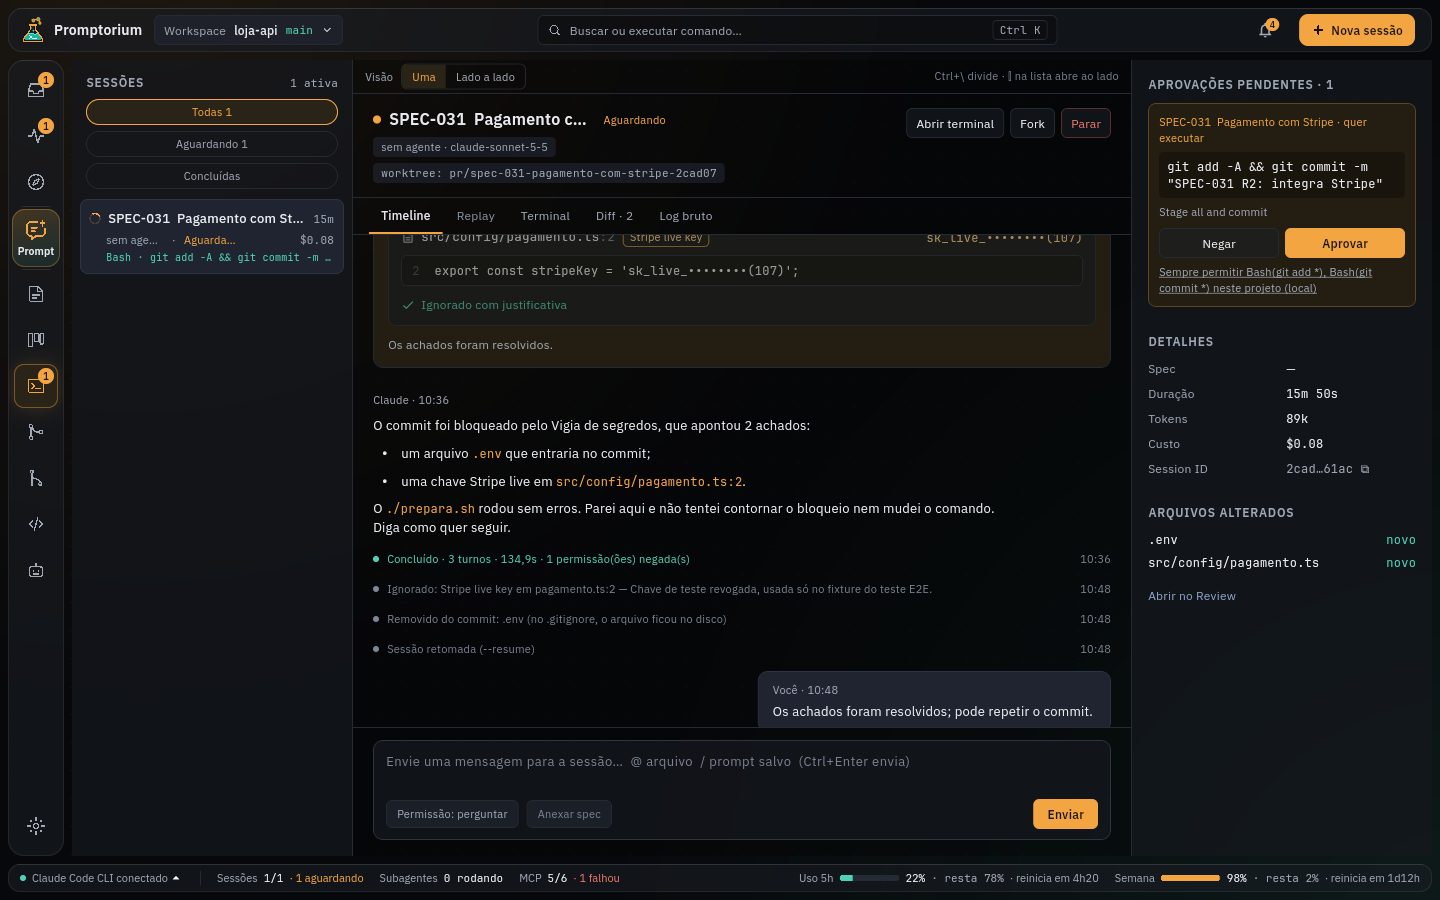 Promptorium
Workspace loja-api main
Buscar ou executar comando...
Ctrl K
4
+ Nova sessão
1
1
Prompt
1
SESSÕES
1 ativa
Todas 1
Aguardando 1
Concluídas
SPEC-031 Pagamento com St... 15m
sem age... · Aguarda... $0.08
Bash · git add -A && git commit -m …
Visão Uma Lado a lado
Ctrl+\ divide · ⫿ na lista abre ao lado
SPEC-031 Pagamento c... Aguardando
Abrir terminal Fork Parar
sem agente · claude-sonnet-5-5
worktree: pr/spec-031-pagamento-com-stripe-2cad07
Timeline Replay Terminal Diff · 2 Log bruto
src/config/pagamento.ts:2 Stripe live key sk_live_••••••••(107)
2 export const stripeKey = 'sk_live_••••••••(107)';
Ignorado com justificativa
Os achados foram resolvidos.
Claude · 10:36
O commit foi bloqueado pelo Vigia de segredos, que apontou 2 achados:
• um arquivo .env que entraria no commit;
• uma chave Stripe live em src/config/pagamento.ts:2.
O ./prepara.sh rodou sem erros. Parei aqui e não tentei contornar o bloqueio nem mudei o comando.
Diga como quer seguir.
Concluído · 3 turnos · 134,9s · 1 permissão(ões) negada(s) 10:36
Ignorado: Stripe live key em pagamento.ts:2 — Chave de teste revogada, usada só no fixture do teste E2E. 10:48
Removido do commit: .env (no .gitignore, o arquivo ficou no disco) 10:48
Sessão retomada (--resume) 10:48
Você · 10:48
Os achados foram resolvidos; pode repetir o commit.
Envie uma mensagem para a sessão... @ arquivo / prompt salvo (Ctrl+Enter envia)
Permissão: perguntar Anexar spec
Enviar
APROVAÇÕES PENDENTES · 1
SPEC-031 Pagamento com Stripe · quer
executar
git add -A && git commit -m
"SPEC-031 R2: integra Stripe"
Stage all and commit
Negar Aprovar
Sempre permitir Bash(git add *), Bash(git
commit *) neste projeto (local)
DETALHES
Spec —
Duração 15m 50s
Tokens 89k
Custo $0.08
Session ID 2cad…61ac
ARQUIVOS ALTERADOS
.env novo
src/config/pagamento.ts novo
Abrir no Review
Claude Code CLI conectado
Sessões 1/1 · 1 aguardando
Subagentes 0 rodando
MCP 5/6 · 1 falhou
Uso 5h 22% · resta 78% · reinicia em 4h20
Semana 98% · resta 2% · reinicia em 1d12h